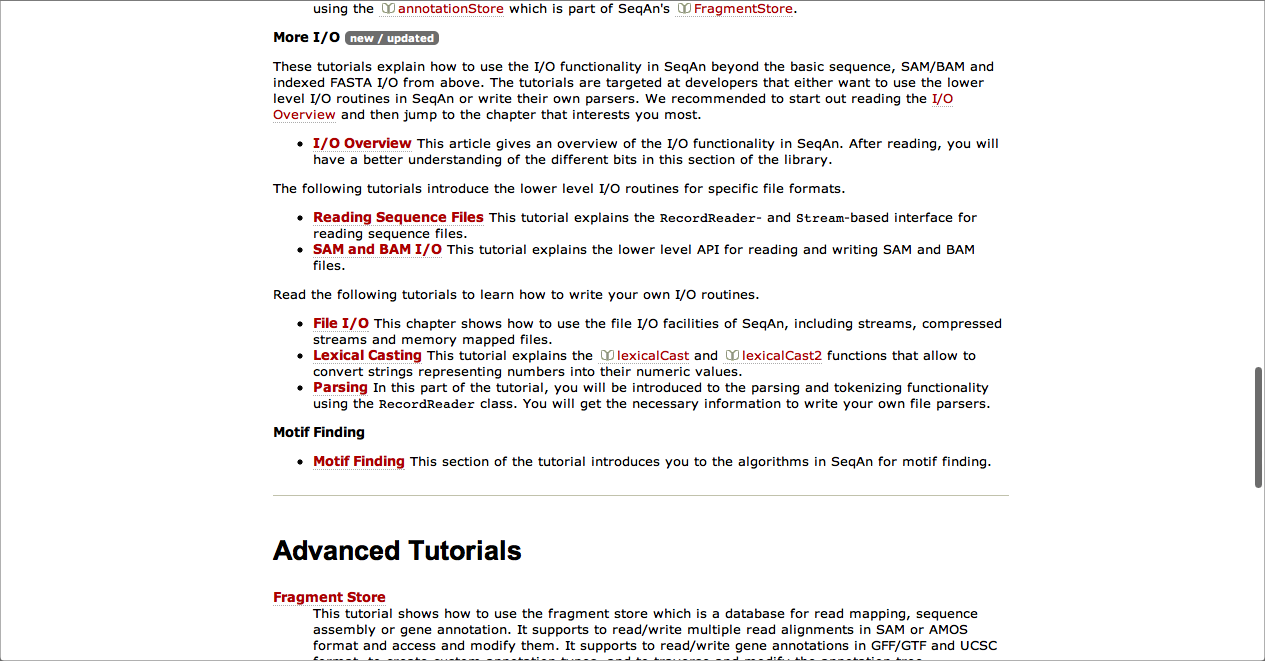 using the annotationStore which is part of SeqAn's FragmentStore.
More I/O new / updated
These tutorials explain how to use the I/O functionality in SeqAn beyond the basic sequence, SAM/BAM and
indexed FASTA I/O from above. The tutorials are targeted at developers that either want to use the lower
level I/O routines in SeqAn or write their own parsers. We recommended to start out reading the I/O
Overview and then jump to the chapter that interests you most.
• I/O Overview This article gives an overview of the I/O functionality in SeqAn. After reading, you will
have a better understanding of the different bits in this section of the library.
The following tutorials introduce the lower level I/O routines for specific file formats.
• Reading Sequence Files This tutorial explains the RecordReader- and Stream-based interface for
reading sequence files.
• SAM and BAM I/O This tutorial explains the lower level API for reading and writing SAM and BAM
files.
Read the following tutorials to learn how to write your own I/O routines.
• File I/O This chapter shows how to use the file I/O facilities of SeqAn, including streams, compressed
streams and memory mapped files.
• Lexical Casting This tutorial explains the lexicalCast and lexicalCast2 functions that allow to
convert strings representing numbers into their numeric values.
• Parsing In this part of the tutorial, you will be introduced to the parsing and tokenizing functionality
using the RecordReader class. You will get the necessary information to write your own file parsers.
Motif Finding
• Motif Finding This section of the tutorial introduces you to the algorithms in SeqAn for motif finding.
Advanced Tutorials
Fragment Store
This tutorial shows how to use the fragment store which is a database for read mapping, sequence
assembly or gene annotation. It supports to read/write multiple read alignments in SAM or AMOS
format and access and modify them. It supports to read/write gene annotations in GFF/GTF and UCSC
format, to create custom annotation types, and to traverse and modify the annotation tree.